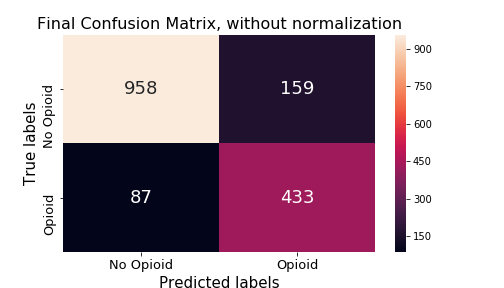 Final Confusion Matrix, without normalization
True labels
No Opioid
Opioid
958
159
87
433
No Opioid
Opioid
Predicted labels
900
750
600
450
300
150